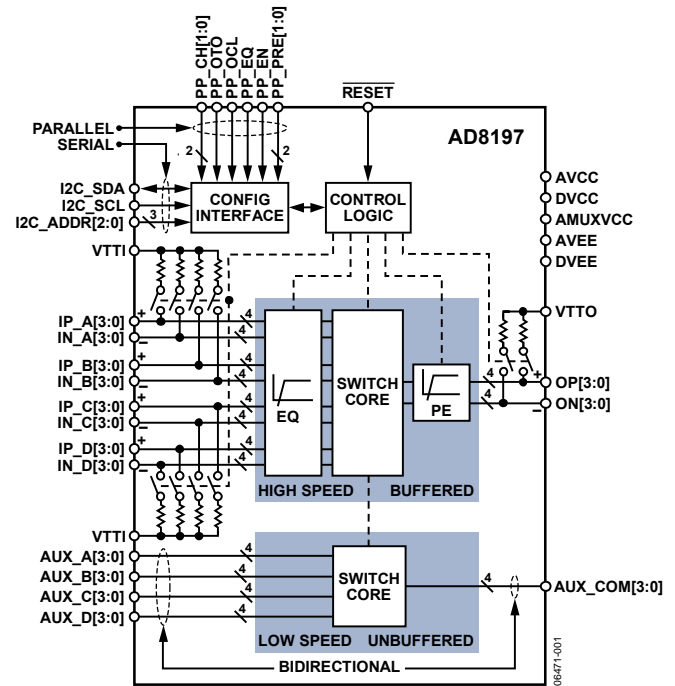 PP_CH[1:0]
PP_OTO
PP_OCL
PP_EQ
PP_EN
PP_PRE[1:0]
RESET
PARALLEL
SERIAL
AD8197
2
2
I2C_SDA
I2C_SCL
I2C_ADDR[2:0]
3
CONFIG
INTERFACE
CONTROL
LOGIC
AVCC
DVCC
AMUXVCC
AVEE
DVEE
VTTI
VTTO
+
IP_A[3:0]
4
IN_A[3:0]
4
–
+
IP_B[3:0]
4
IN_B[3:0]
4
–
+
IP_C[3:0]
4
IN_C[3:0]
4
–
+
IP_D[3:0]
4
IN_D[3:0]
4
–
EQ
SWITCH
CORE
PE
+
4
OP[3:0]
4
ON[3:0]
–
HIGH SPEED
BUFFERED
VTTI
AUX_A[3:0]
4
AUX_B[3:0]
4
AUX_C[3:0]
4
AUX_D[3:0]
4
SWITCH
CORE
4
AUX_COM[3:0]
LOW SPEED
UNBUFFERED
BIDIRECTIONAL
06471-001